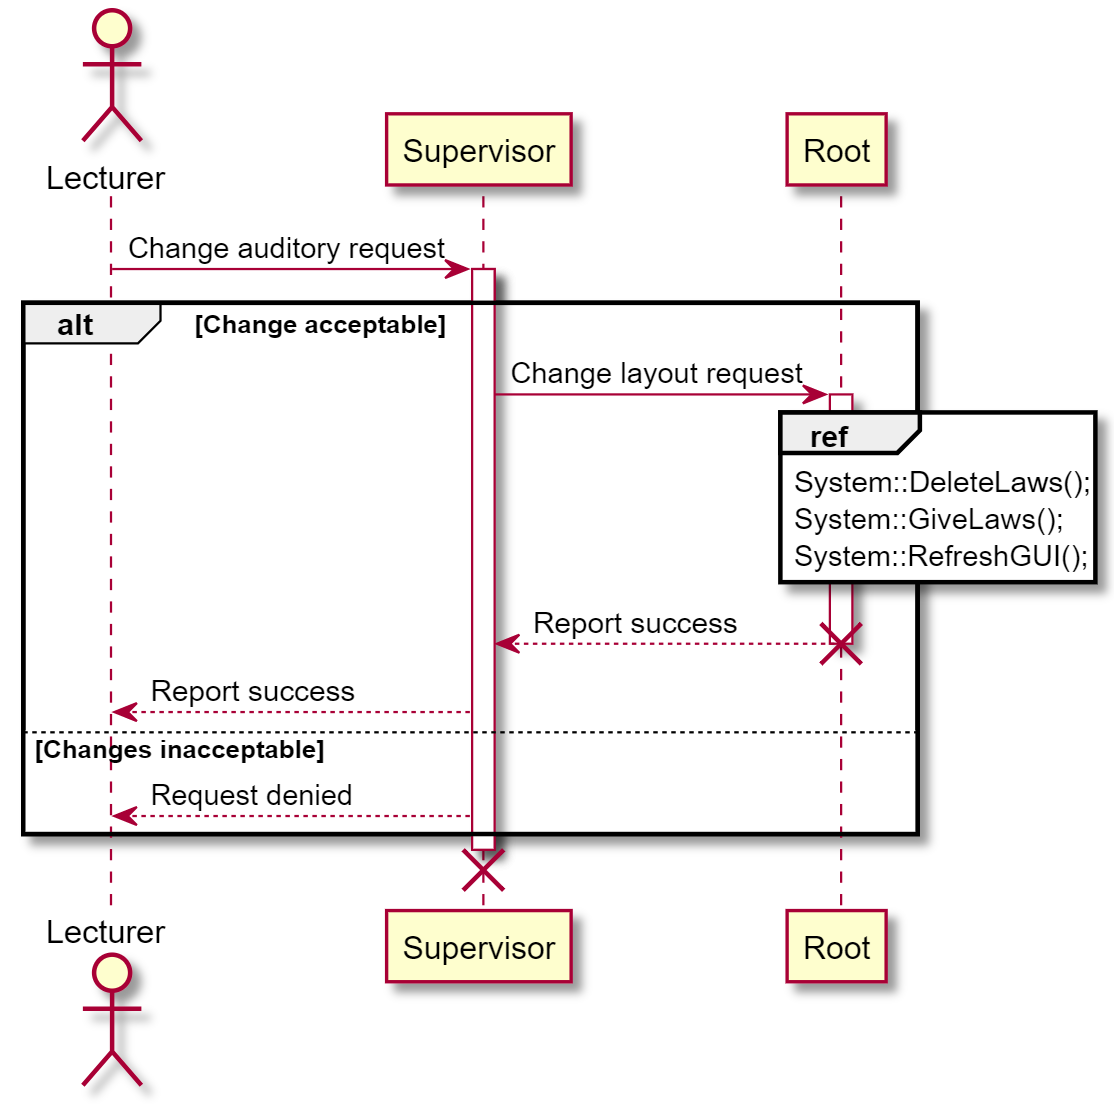 Lecturer
Supervisor
Root
Change auditory request
alt
[Change acceptable]
Change layout request
ref
System::DeleteLaws();
System::GiveLaws();
System::RefreshGUI();
Report success
Report success
[Changes inacceptable]
Request denied
Lecturer
Supervisor
Root